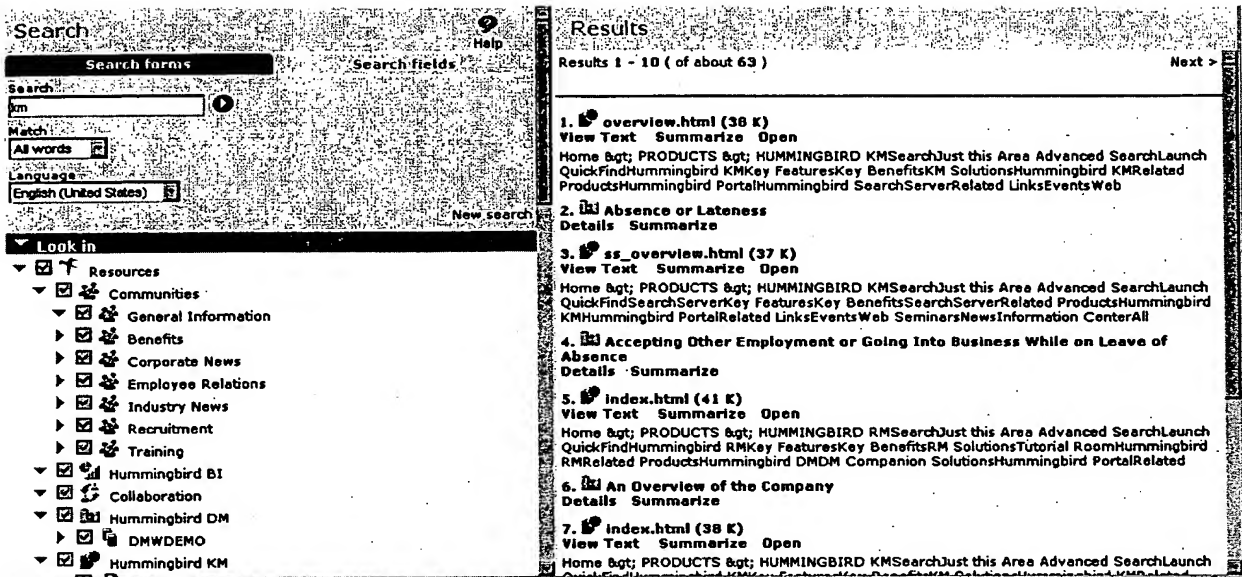 Search
Help
Search forms
Search fields
Search
km
Match
All words
Language
English (United States)
New search
Look in
Resources
Communities
General Information
Benefits
Corporate News
Employee Relations
Industry News
Recruitment
Training
Hummingbird BI
Collaboration
Hummingbird DM
DMWDEMO
Hummingbird KM
Results
Results 1 - 10 ( of about 63 )
Next >
1. overview.html (38 K)
View Text Summarize Open
Home &gt; PRODUCTS &gt; HUMMINGBIRD KMSearchJust this Area Advanced SearchLaunch
QuickFindHummingbird KMKey FeaturesKey BenefitsKM SolutionsHummingbird KMRelated
ProductsHummingbird PortalHummingbird SearchServerRelated LinksEventsWeb
2. Absence or Lateness
Details Summarize
3. ss_overview.html (37 K)
View Text Summarize Open
Home &gt; PRODUCTS &gt; HUMMINGBIRD KMSearchJust this Area Advanced SearchLaunch
QuickFindSearchServerKey FeaturesKey BenefitsSearchServerRelated ProductsHummingbird
KMHummingbird PortalRelated LinksEventsWeb SeminarsNewsInformation CenterAll
4. Accepting Other Employment or Going Into Business While on Leave of
Absence
Details Summarize
5. index.html (41 K)
View Text Summarize Open
Home &gt; PRODUCTS &gt; HUMMINGBIRD RMSearchJust this Area Advanced SearchLaunch
QuickFindHummingbird RMKey FeaturesKey BenefitsRM SolutionsTutorial RoomHummingbird
RMRelated ProductsHummingbird DMDM Companion SolutionsHummingbird PortalRelated
6. An Overview of the Company
Details Summarize
7. index.html (38 K)
View Text Summarize Open
Home &gt; PRODUCTS &gt; HUMMINGBIRD KMSearchJust this Area Advanced SearchLaunch